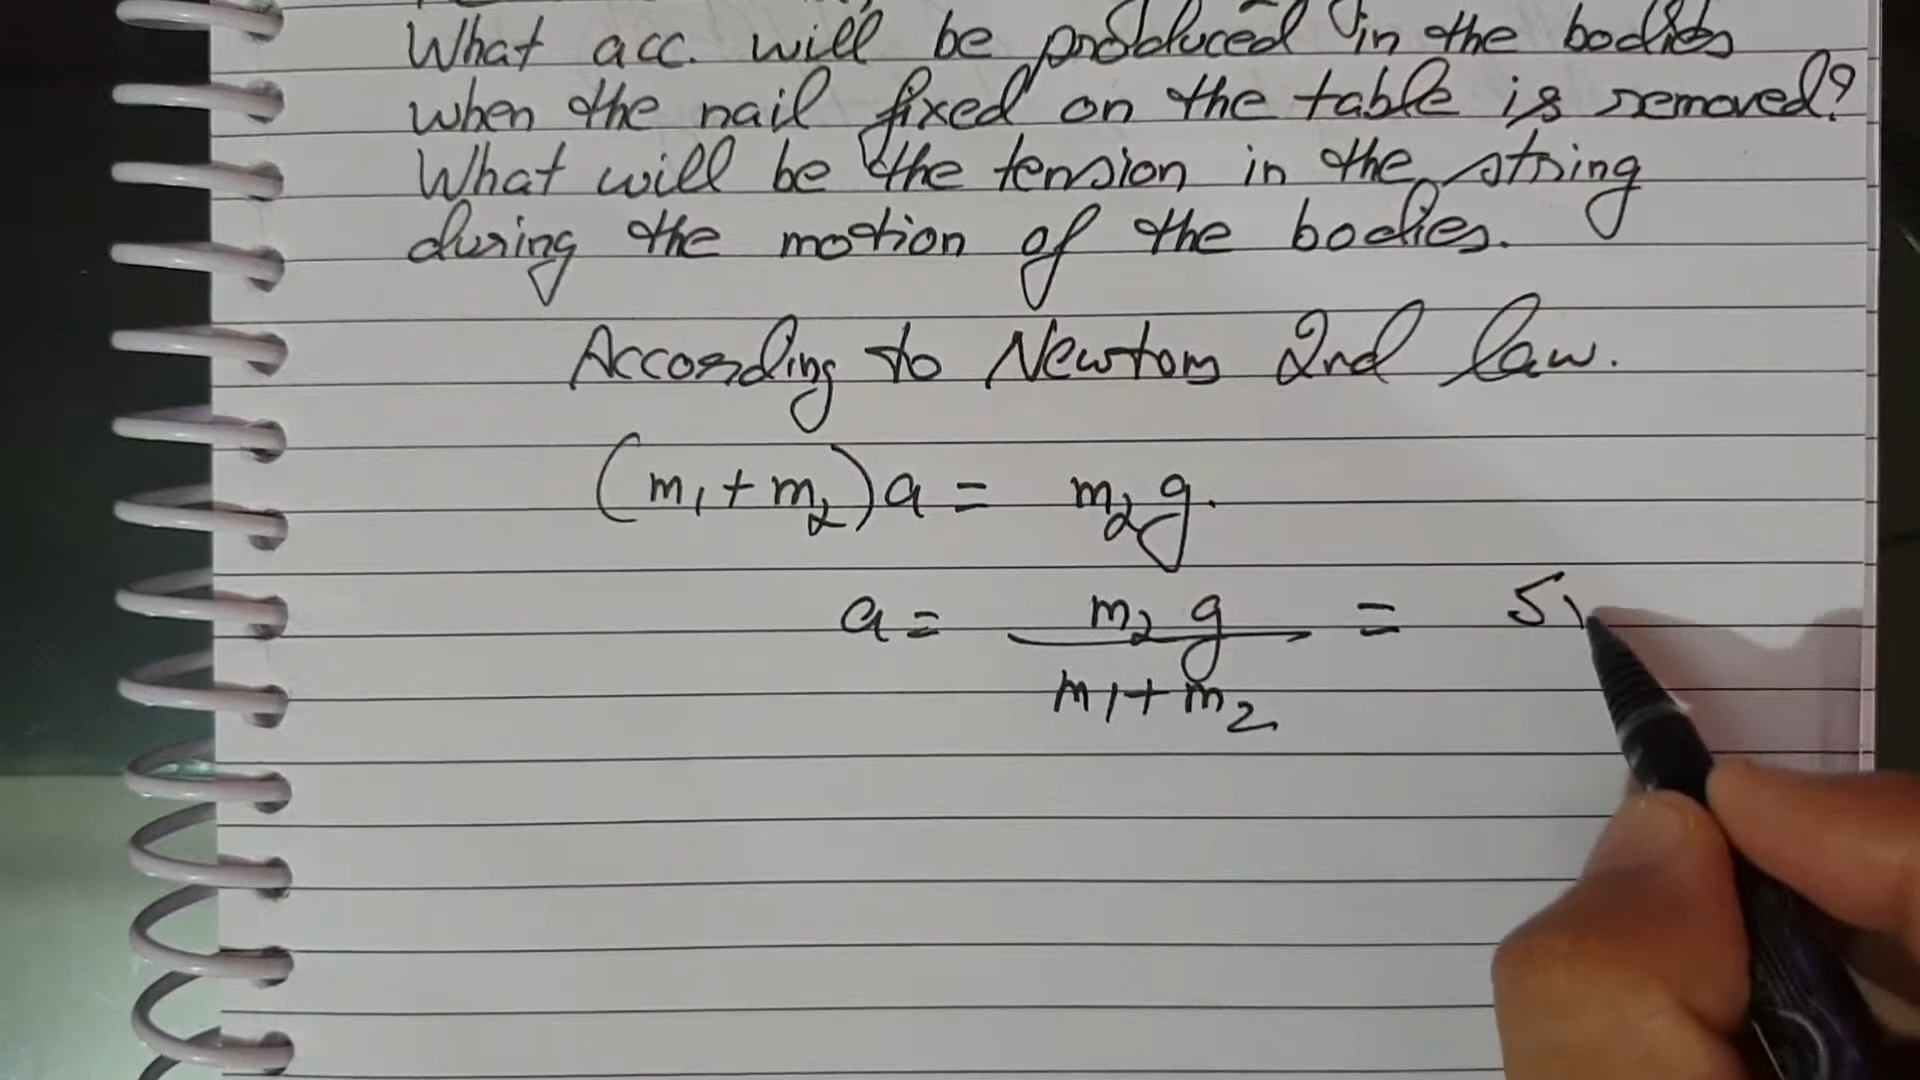 What acc. will be produced in the bodies
when the nail fixed on the table is removed?
What will be the tension in the string
during the motion of the bodies.
According to Newtons 2nd law.
(m₁+m₂)a = m₂g.
a = m₂g / m₁+m₂ = 5